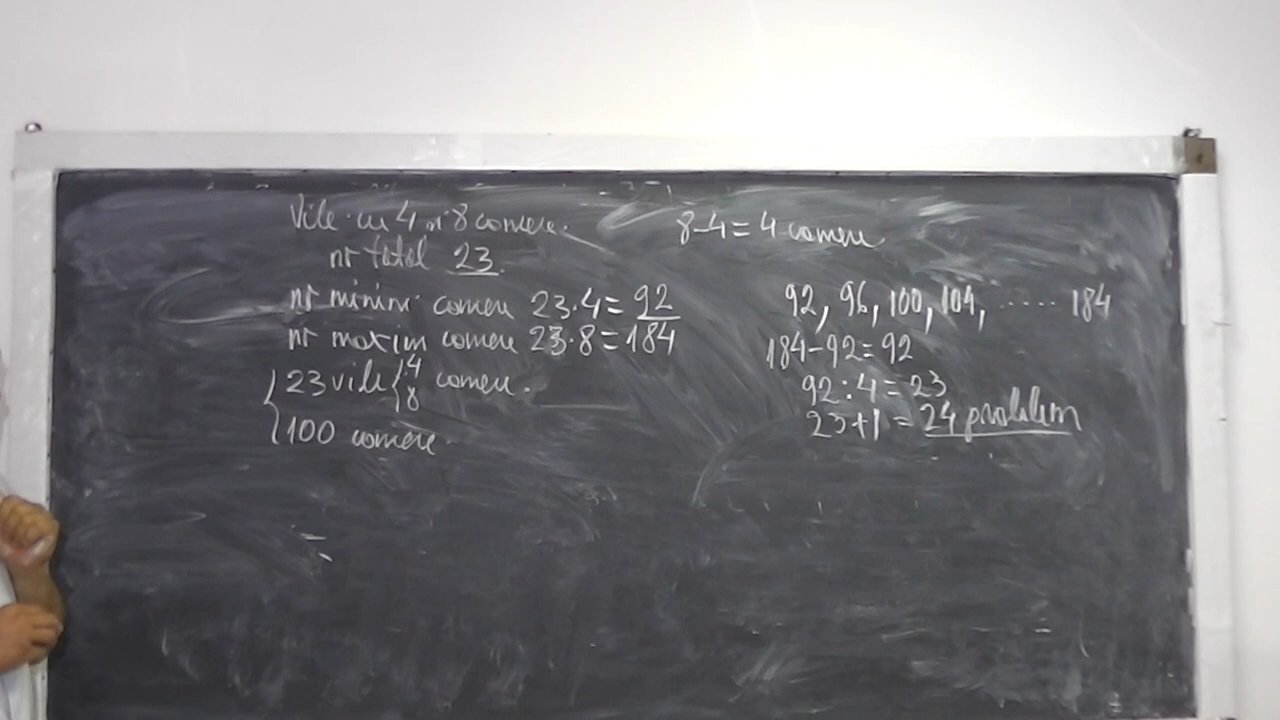 Vile cu 4 și 8 camere.
nr total 23.
nr minim camere 23·4=92
nr maxim camere 23·8=184
23 vile 4 8 camere.
100 camere.
8-4=4 camere
92, 96, 100, 104, ..... 184
184-92=92
92:4=23
23+1=24 problem